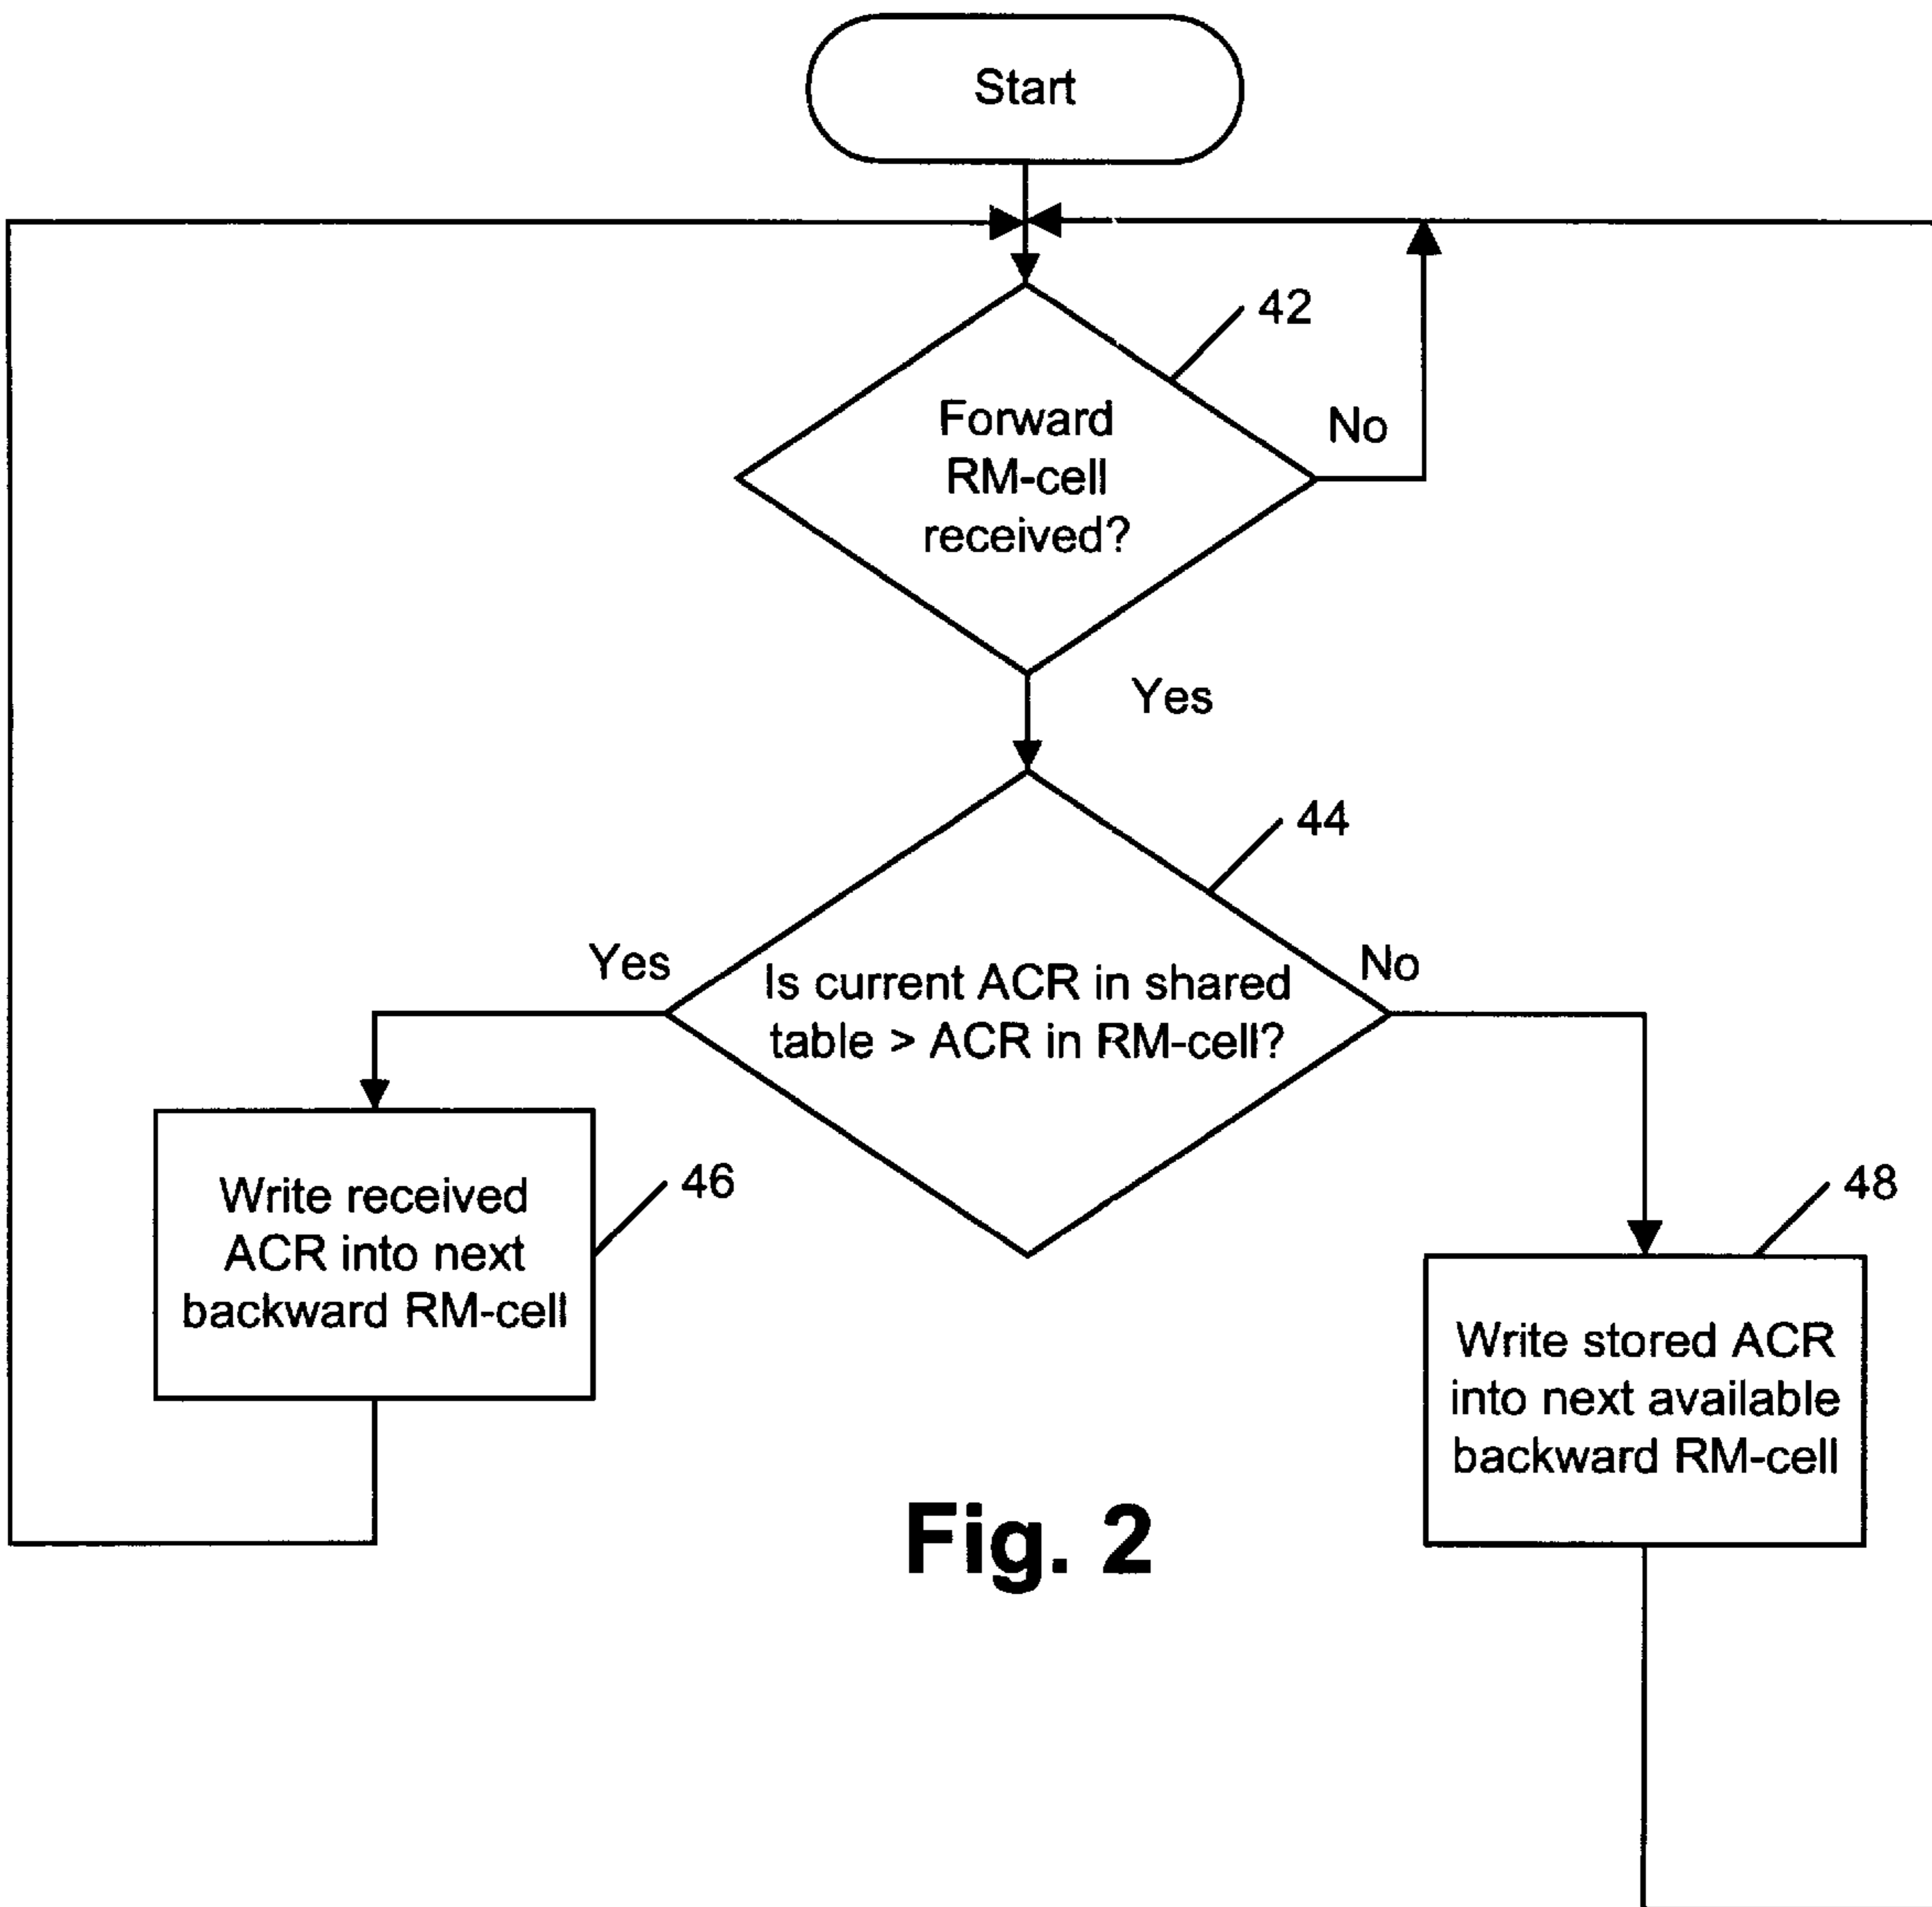 Start
42
Forward
RM-cell
received?
No
Yes
44
Yes
No
Is current ACR in shared
table > ACR in RM-cell?
46
Write received
ACR into next
backward RM-cell
48
Write stored ACR
into next available
backward RM-cell
Fig. 2